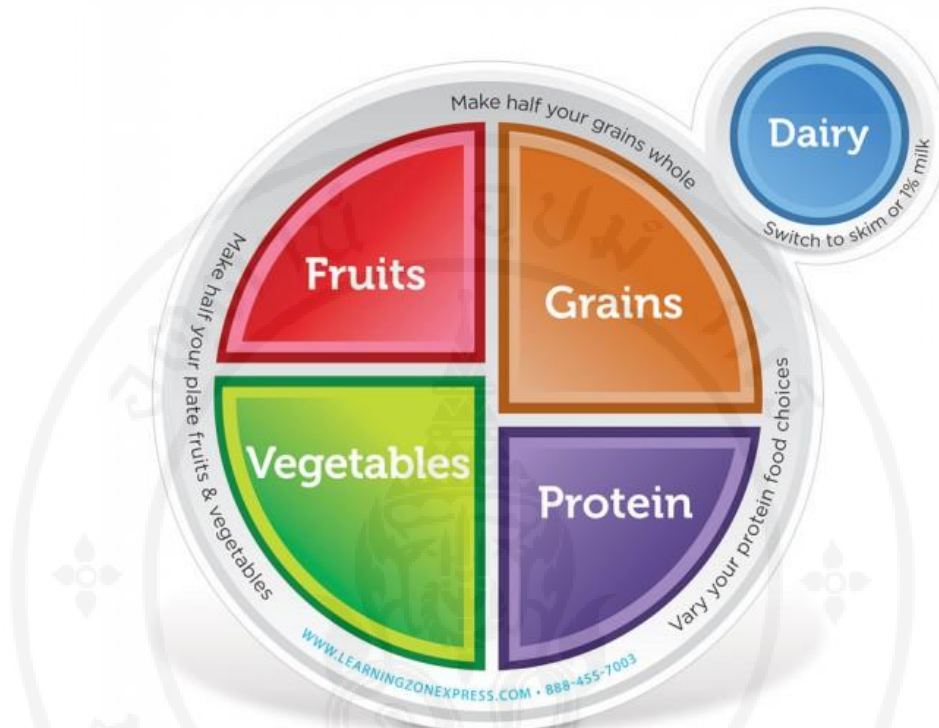 Make half your grains whole
Dairy
Switch to skim or 1% milk
Fruits
Grains
Make half your plate fruits & vegetables
Vegetables
Protein
Vary your protein food choices
WWW.LEARNINGZONEXPRESS.COM • 888-455-7003